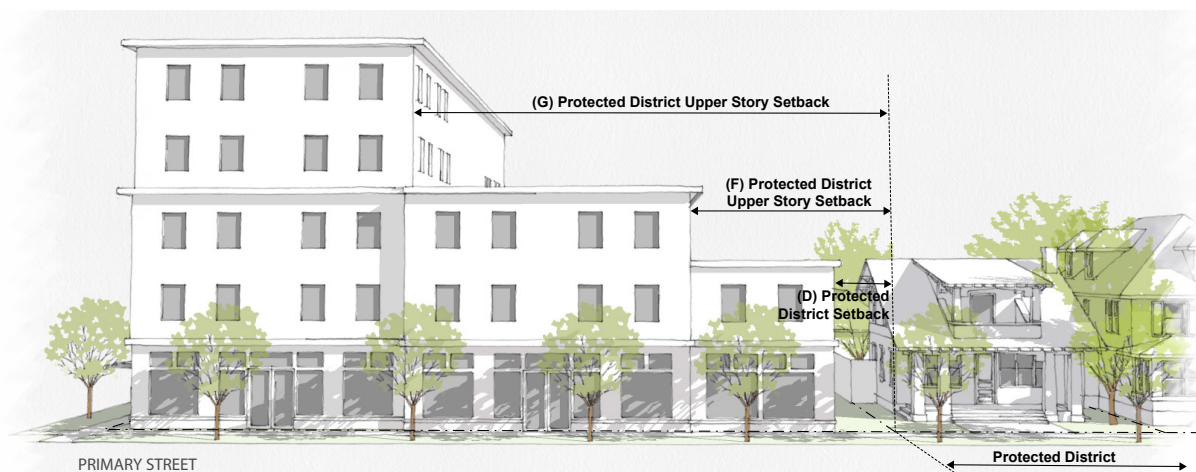 (G) Protected District Upper Story Setback
(F) Protected District
Upper Story Setback
(D) Protected
District Setback
Protected District
PRIMARY STREET